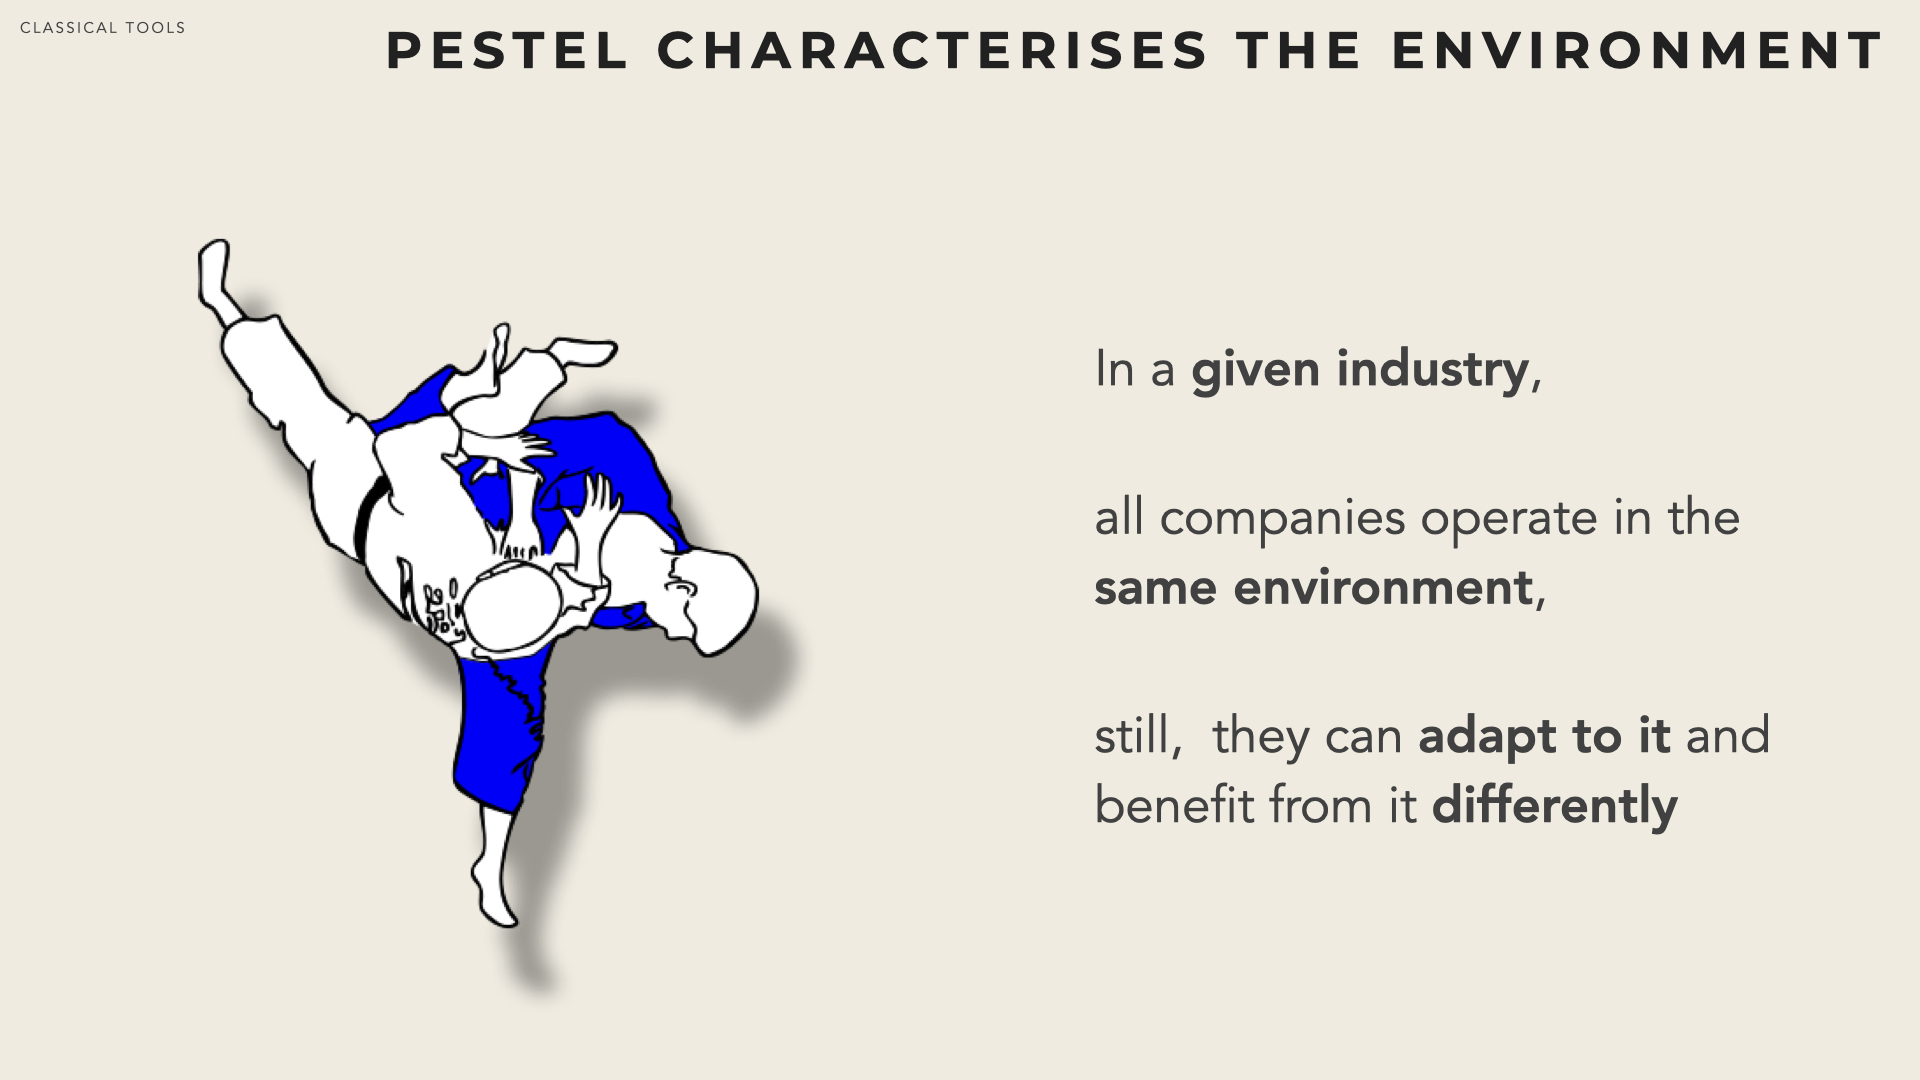 CLASSICAL TOOLS
PESTEL CHARACTERISES THE ENVIRONMENT
In a given industry,
all companies operate in the
same environment,
still,  they can adapt to it and
benefit from it differently